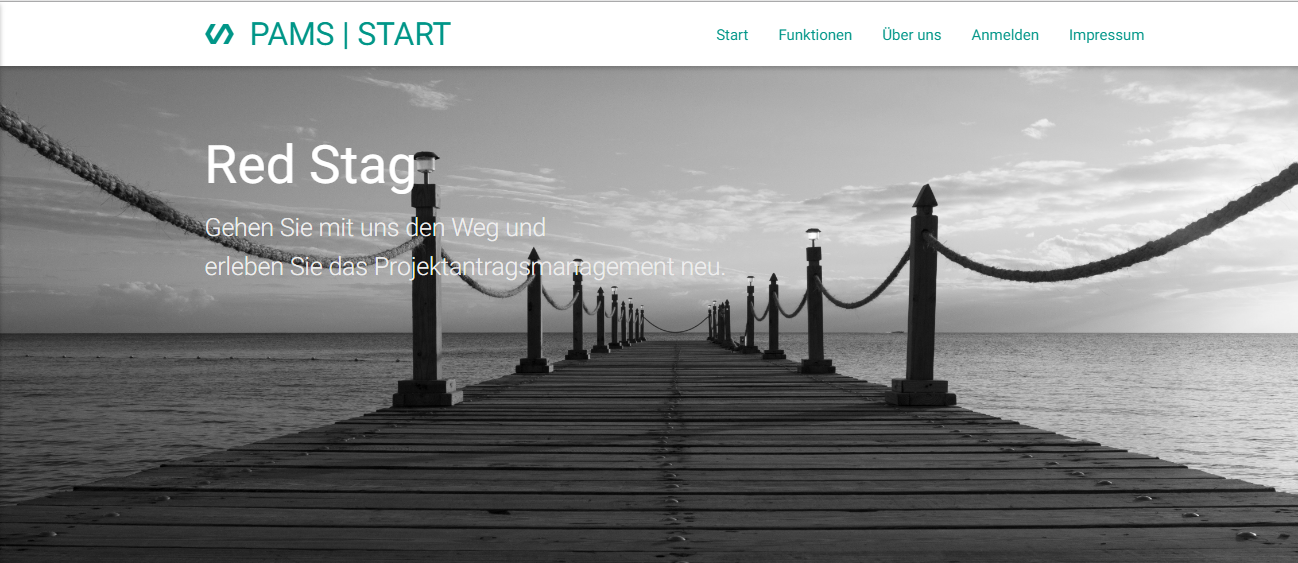 PAMS | START
Start
Funktionen
Über uns
Anmelden
Impressum
Red Stag
Gehen Sie mit uns den Weg und
erleben Sie das Projektantragsmanagement neu.